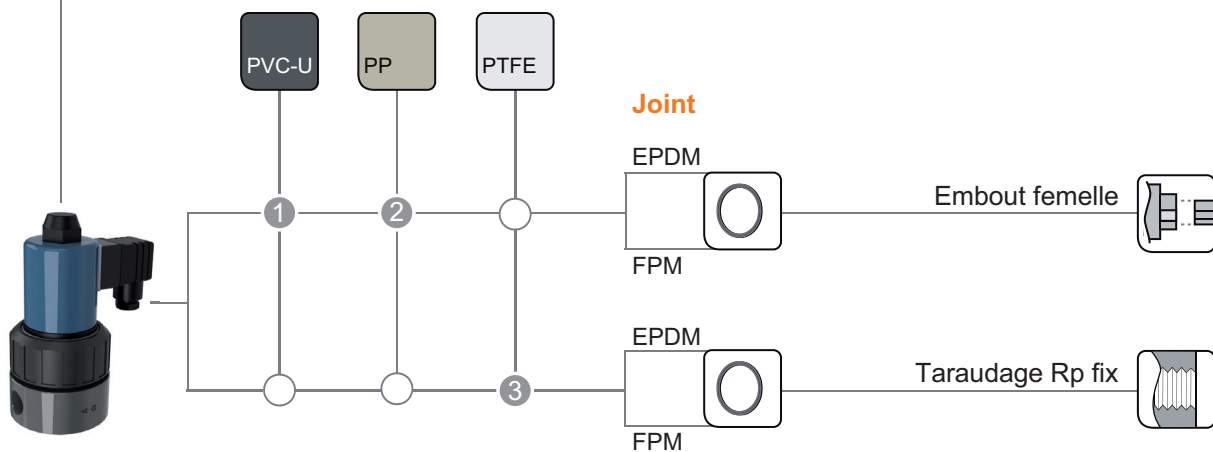 PVC-U
PP
PTFE
Joint
EPDM
1
2
Embout femelle
FPM
EPDM
3
Taraudage Rp fix
FPM